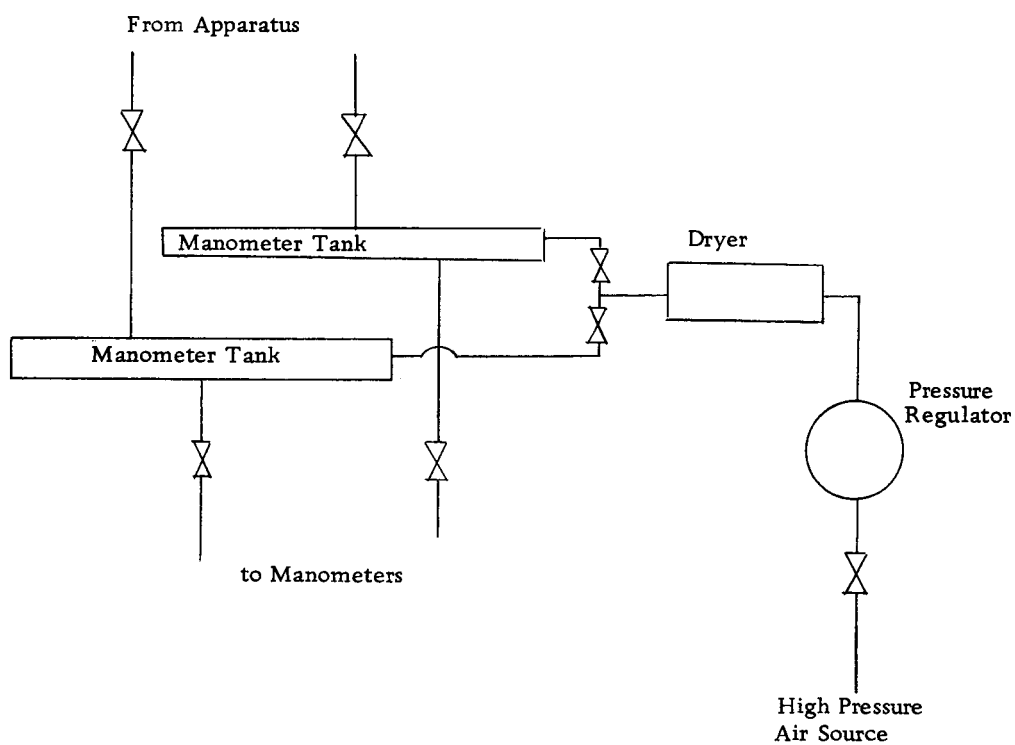 From Apparatus
Manometer Tank
Dryer
Manometer Tank
Pressure
Regulator
to Manometers
High Pressure
Air Source